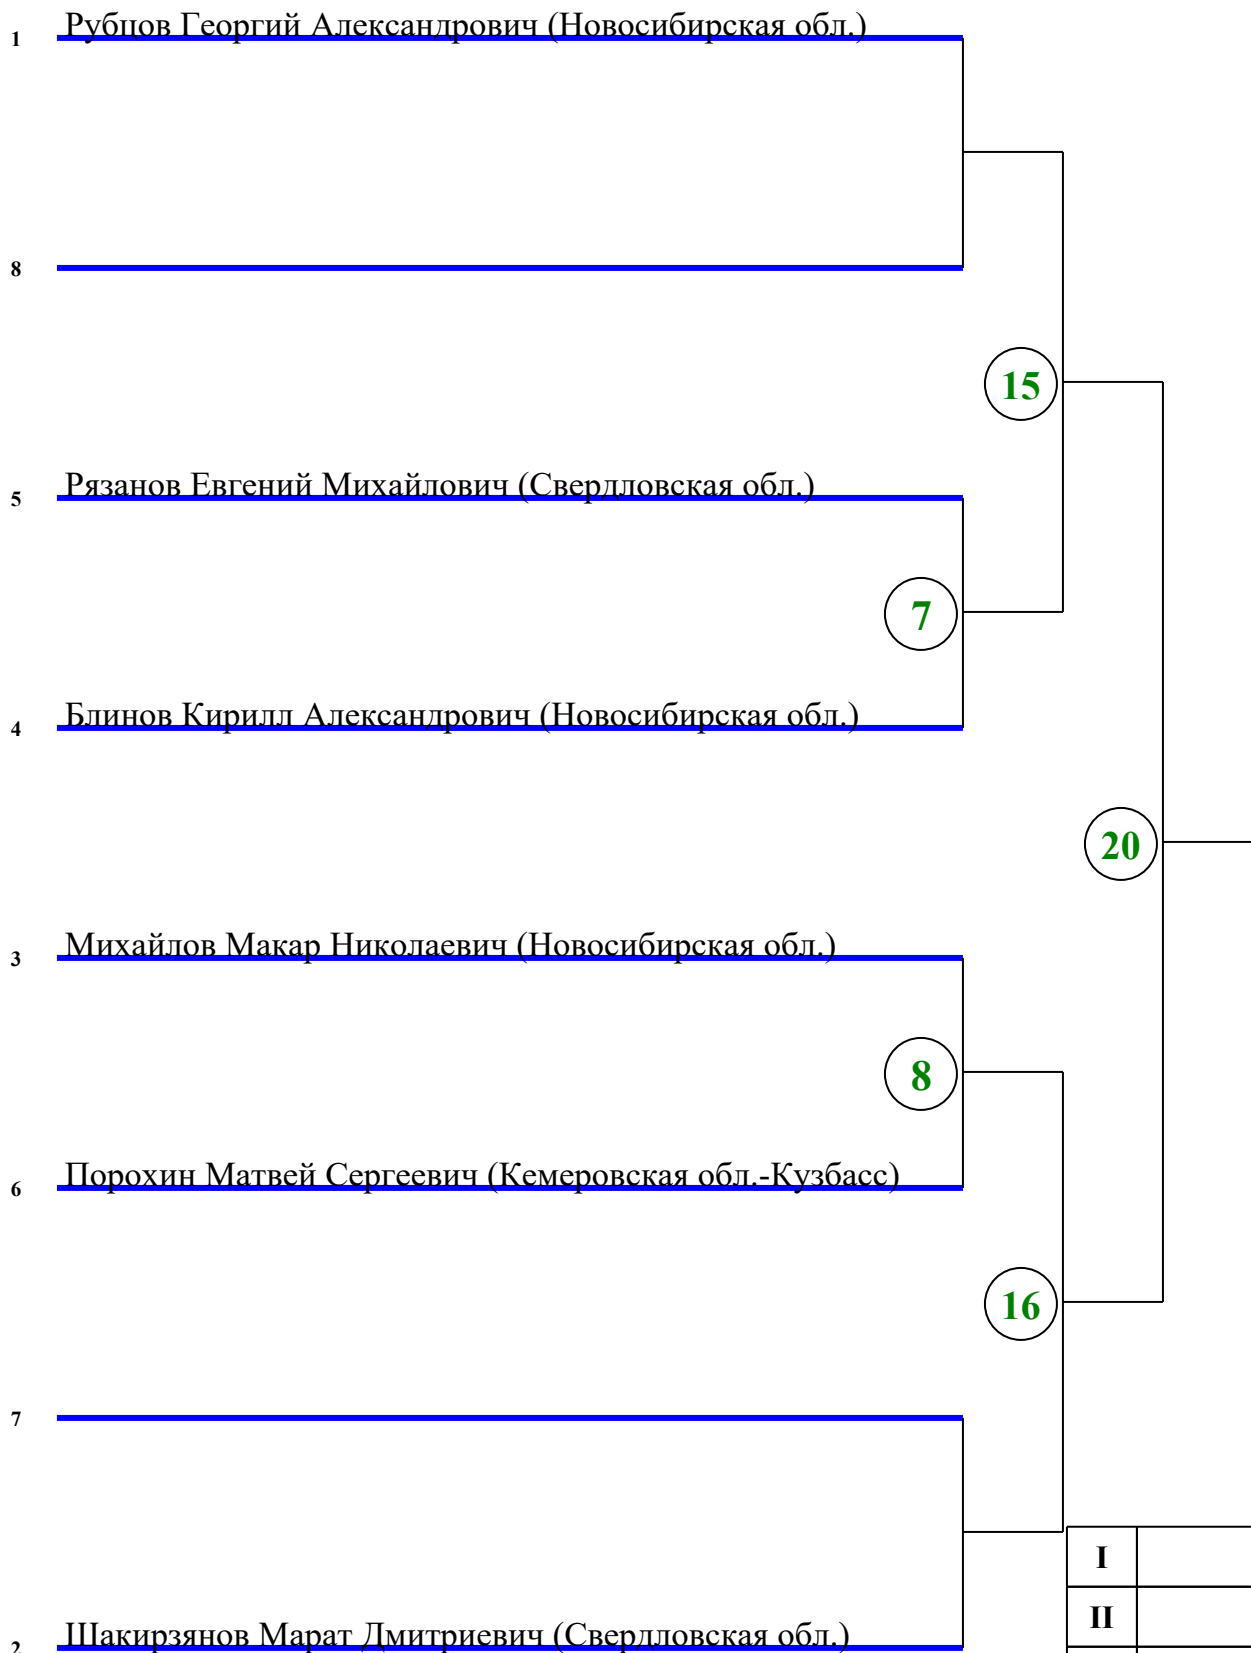 1 Рубцов Георгий Александрович (Новосибирская обл.)
8
15
5 Рязанов Евгений Михайлович (Свердловская обл.)
7
4 Блинов Кирилл Александрович (Новосибирская обл.)
20
3 Михайлов Макар Николаевич (Новосибирская обл.)
8
6 Порохин Матвей Сергеевич (Кемеровская обл.-Кузбасс)
16
7
I
II
2 Шакирзянов Марат Дмитриевич (Свердловская обл.)